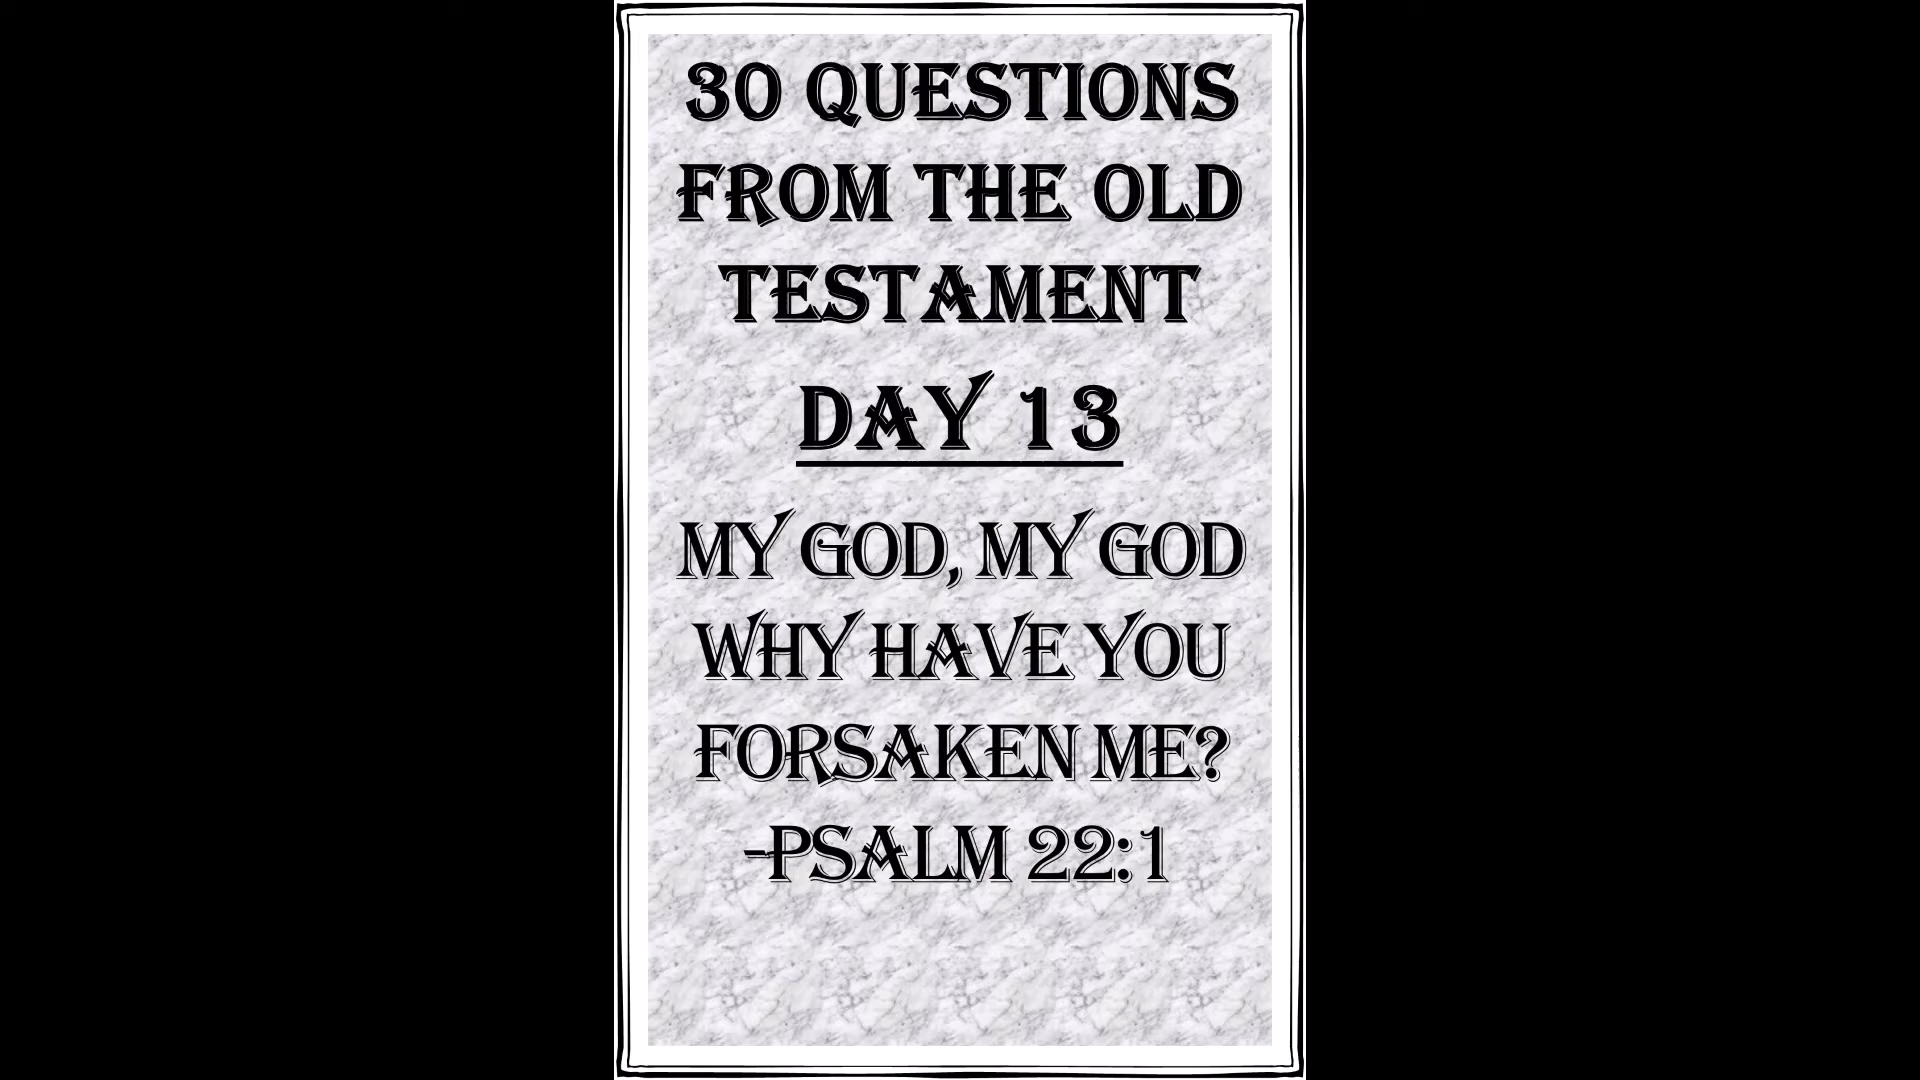 30 QUESTIONS
FROM THE OLD
TESTAMENT
DAY 13
MY GOD, MY GOD
WHY HAVE YOU
FORSAKEN ME?
-PSALM 22:1